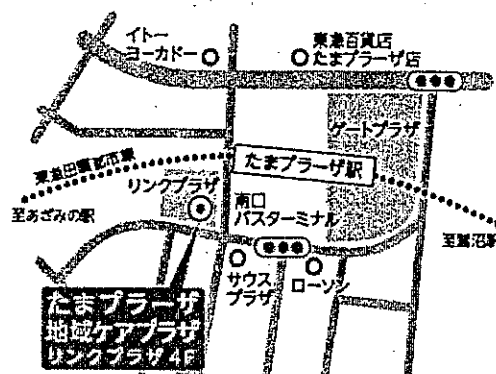 イトー
ヨーカドー
東急百貨店
たまプラーザ店
ゲートプラザ
東急田園都市線
たまプラーザ駅
リンクプラザ
南口
バスターミナル
至あざみの駅
至鷺沼駅
サウス
プラザ
ローソン
たまプラーザ
地域ケアプラザ
リンクプラザ4F